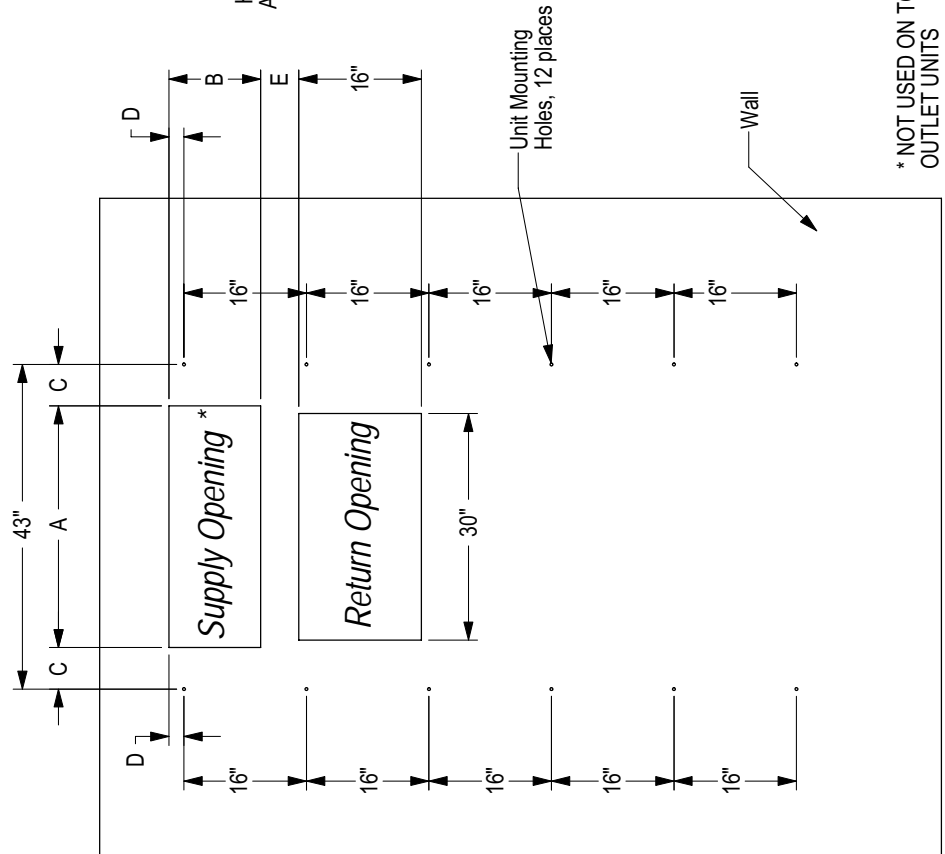 H
A
43"
C
A
C
D
D
B
E
16"
Supply Opening *
Return Opening
30"
16"
16"
16"
16"
16"
16"
16"
16"
16"
16"
Unit Mounting
Holes, 12 places
Wall
* NOT USED ON TO
OUTLET UNITS